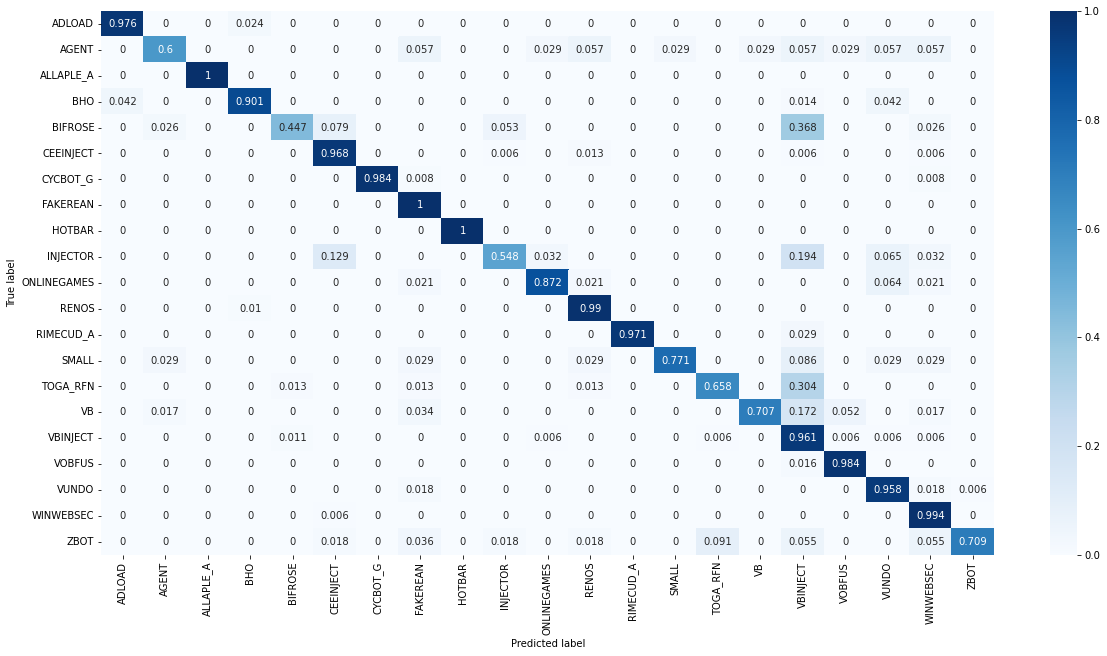 ADLOAD 0.976 0 0 0.024 0 0 0 0 0 0 0 0 0 0 0 0 0 0 0 0 0
AGENT 0 0.6 0 0 0 0 0 0.057 0 0 0.029 0.057 0 0.029 0 0.029 0.057 0.029 0.057 0.057 0
ALLAPLE_A 0 0 1 0 0 0 0 0 0 0 0 0 0 0 0 0 0 0 0 0 0
BHO 0.042 0 0 0.901 0 0 0 0 0 0 0 0 0 0 0 0 0.014 0 0.042 0 0
BIFROSE 0 0.026 0 0 0.447 0.079 0 0 0 0.053 0 0 0 0 0 0 0.368 0 0 0.026 0
CEEINJECT 0 0 0 0 0 0.968 0 0 0 0.006 0 0.013 0 0 0 0 0.006 0 0 0.006 0
CYCBOT_G 0 0 0 0 0 0 0.984 0.008 0 0 0 0 0 0 0 0 0 0 0 0.008 0
FAKEREAN 0 0 0 0 0 0 0 1 0 0 0 0 0 0 0 0 0 0 0 0 0
HOTBAR 0 0 0 0 0 0 0 0 1 0 0 0 0 0 0 0 0 0 0 0 0
INJECTOR 0 0 0 0 0 0.129 0 0 0 0.548 0.032 0 0 0 0 0 0.194 0 0.065 0.032 0
ONLINEGAMES 0 0 0 0 0 0 0 0.021 0 0 0.872 0.021 0 0 0 0 0 0 0.064 0.021 0
RENOS 0 0 0 0.01 0 0 0 0 0 0 0 0.99 0 0 0 0 0 0 0 0 0
RIMECUD_A 0 0 0 0 0 0 0 0 0 0 0 0 0.971 0 0 0 0.029 0 0 0 0
SMALL 0 0.029 0 0 0 0 0 0.029 0 0 0 0.029 0 0.771 0 0 0.086 0 0.029 0.029 0
TOGA_RFN 0 0 0 0 0.013 0 0 0.013 0 0 0 0.013 0 0 0.658 0 0.304 0 0 0 0
VB 0 0.017 0 0 0 0 0 0.034 0 0 0 0 0 0 0 0.707 0.172 0.052 0 0.017 0
VBINJECT 0 0 0 0 0.011 0 0 0 0 0 0.006 0 0 0 0.006 0 0.961 0.006 0.006 0.006 0
VOBFUS 0 0 0 0 0 0 0 0 0 0 0 0 0 0 0 0 0.016 0.984 0 0 0
VUNDO 0 0 0 0 0 0 0 0.018 0 0 0 0 0 0 0 0 0 0 0.958 0.018 0.006
WINWEBSEC 0 0 0 0 0 0.006 0 0 0 0 0 0 0 0 0 0 0 0 0 0.994 0
ZBOT 0 0 0 0 0 0.018 0 0.036 0 0.018 0 0.018 0 0 0.091 0 0.055 0 0 0.055 0.709
True label
ADLOAD AGENT ALLAPLE_A BHO BIFROSE CEEINJECT CYCBOT_G FAKEREAN HOTBAR INJECTOR ONLINEGAMES RENOS RIMECUD_A SMALL TOGA_RFN VB VBINJECT VOBFUS VUNDO WINWEBSEC ZBOT
Predicted label
1.0
0.8
0.6
0.4
0.2
0.0